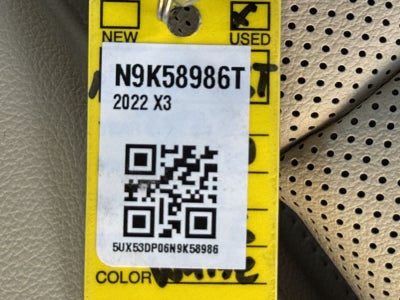 NEW USED
N9K58986T
2022 X3
5UX53DP06N9K58986
COLOR